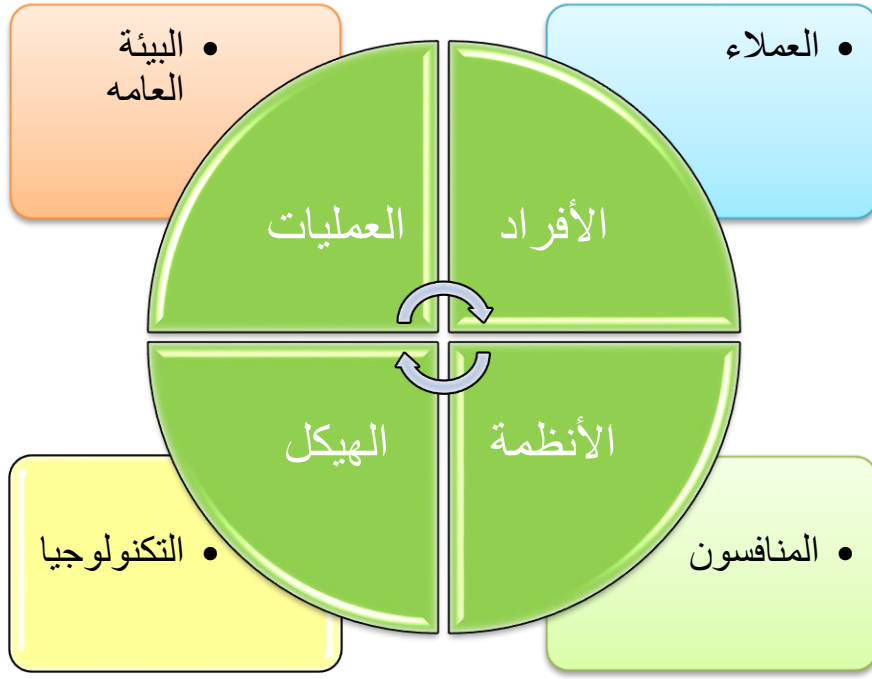 • العملاء
• البيئة
العامه
الأفراد
العمليات
الأنظمة
الهيكل
• المنافسون
• التكنولوجيا